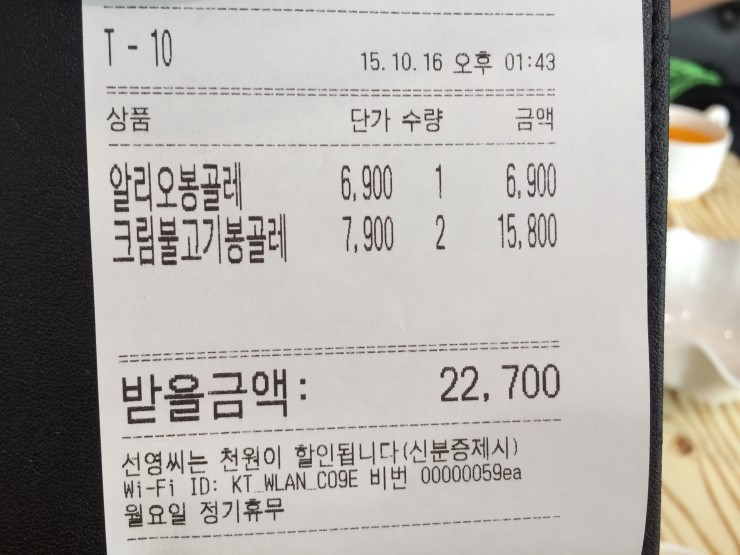 T - 10 15.10.16 오후 01:43
상품 단가 수량 금액
알리오봉골레 6,900 1 6,900
크림불고기봉골레 7,900 2 15,800
받을금액: 22,700
선영씨는 천원이 할인됩니다(신분증제시)
Wi-Fi ID: KT_WLAN_C09E 비번 00000059ea
월요일 정기휴무